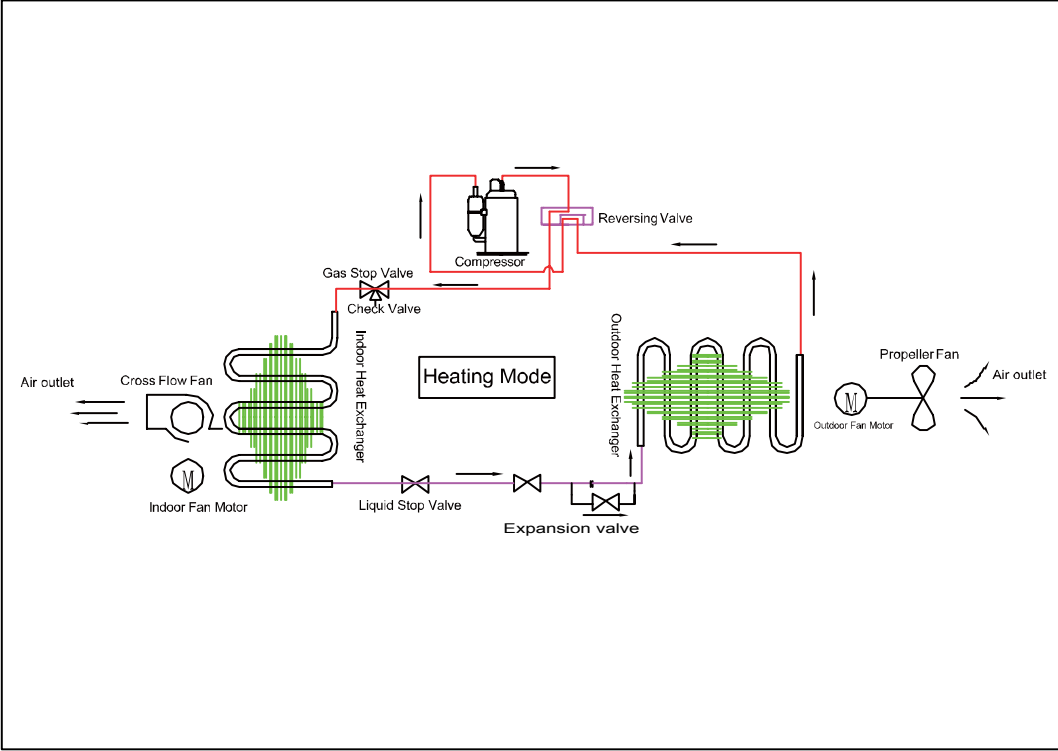 Reversing Valve
Compressor
Gas Stop Valve
Check Valve
Indoor Heat Exchanger
Outdoor Heat Exchanger
Heating Mode
Propeller Fan
Air outlet
Cross Flow Fan
Air outlet
M
Outdoor Fan Motor
M
Indoor Fan Motor
Liquid Stop Valve
Expansion valve